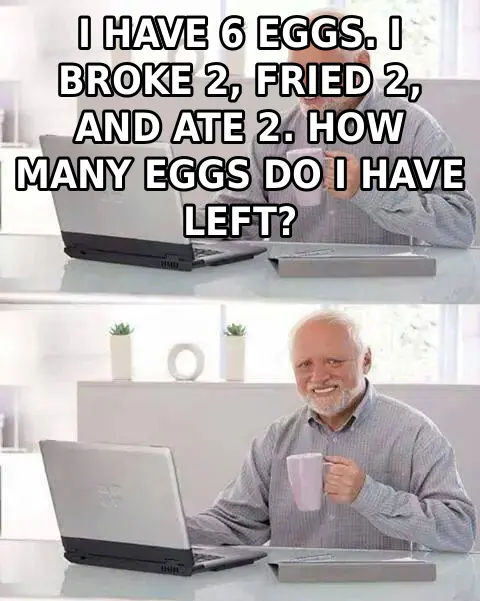 I HAVE 6 EGGS. I
BROKE 2, FRIED 2,
AND ATE 2. HOW
MANY EGGS DO I HAVE
LEFT?